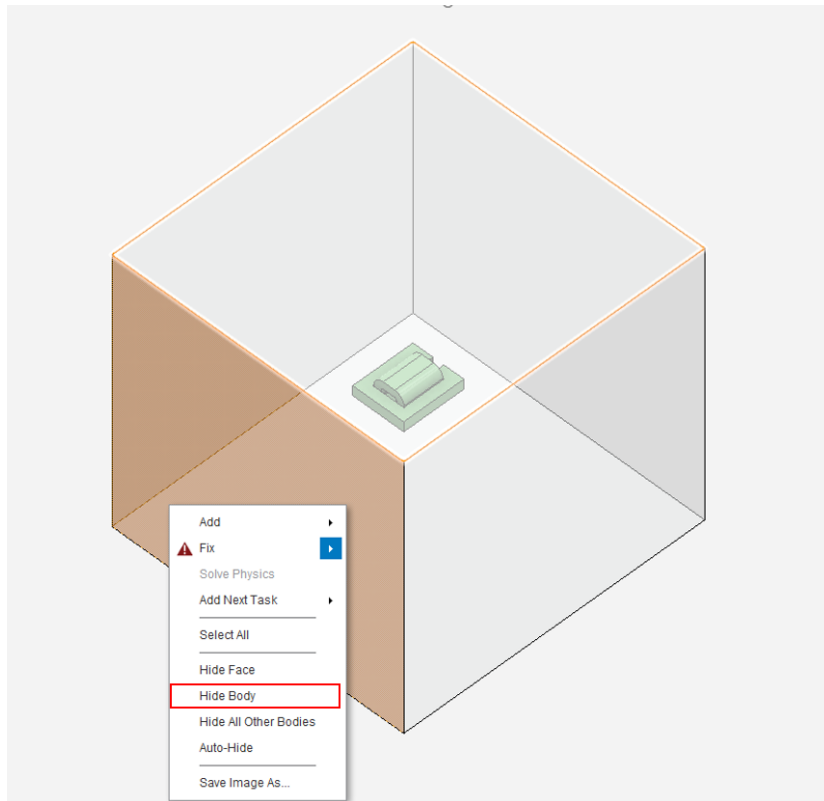 Add
Fix
Solve Physics
Add Next Task
Select All
Hide Face
Hide Body
Hide All Other Bodies
Auto-Hide
Save Image As...